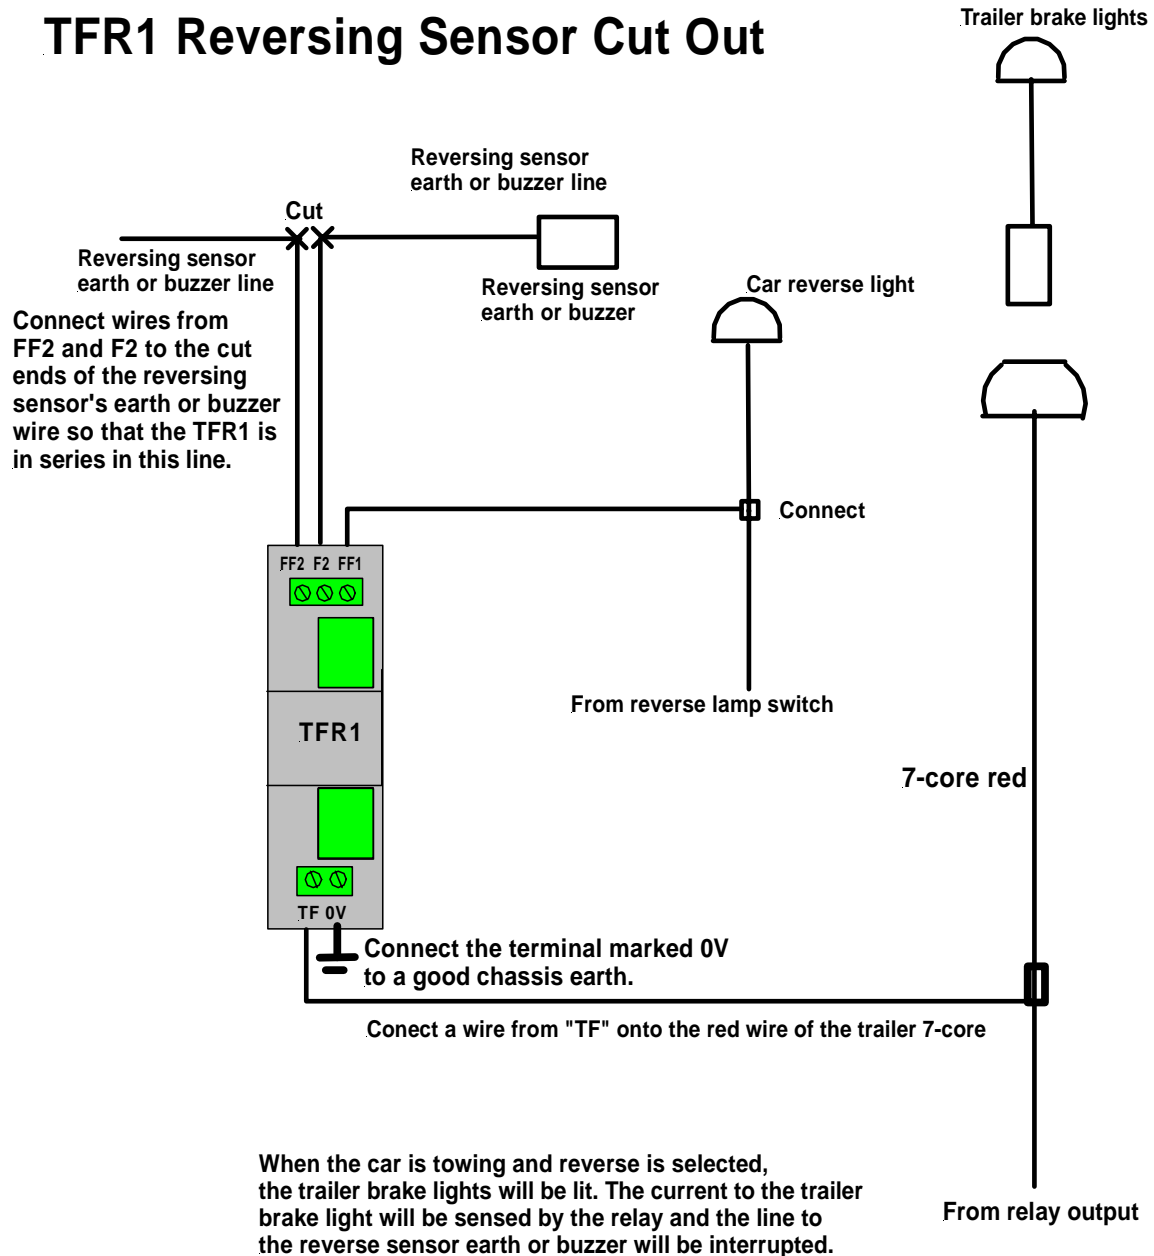 TFR1 Reversing Sensor Cut Out
Trailer brake lights
Reversing sensor
earth or buzzer line
Cut
Reversing sensor
earth or buzzer line
Reversing sensor
earth or buzzer
Car reverse light
Connect wires from
FF2 and F2 to the cut
ends of the reversing
sensor's earth or buzzer
wire so that the TFR1 is
in series in this line.
Connect
FF2 F2 FF1
From reverse lamp switch
TFR1
7-core red
TF 0V
Connect the terminal marked 0V
to a good chassis earth.
Conect a wire from "TF" onto the red wire of the trailer 7-core
When the car is towing and reverse is selected,
the trailer brake lights will be lit. The current to the trailer
brake light will be sensed by the relay and the line to
the reverse sensor earth or buzzer will be interrupted.
From relay output